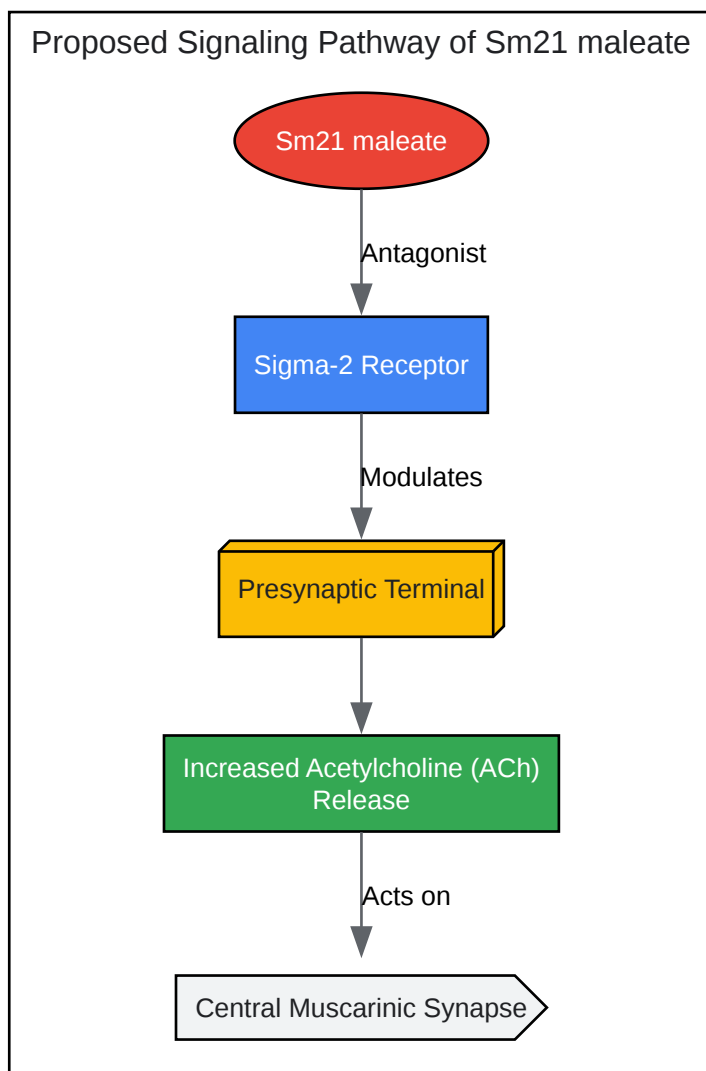 Proposed Signaling Pathway of Sm21 maleate
Sm21 maleate
Antagonist
Sigma-2 Receptor
Modulates
Presynaptic Terminal
Increased Acetylcholine (ACh)
Release
Acts on
Central Muscarinic Synapse